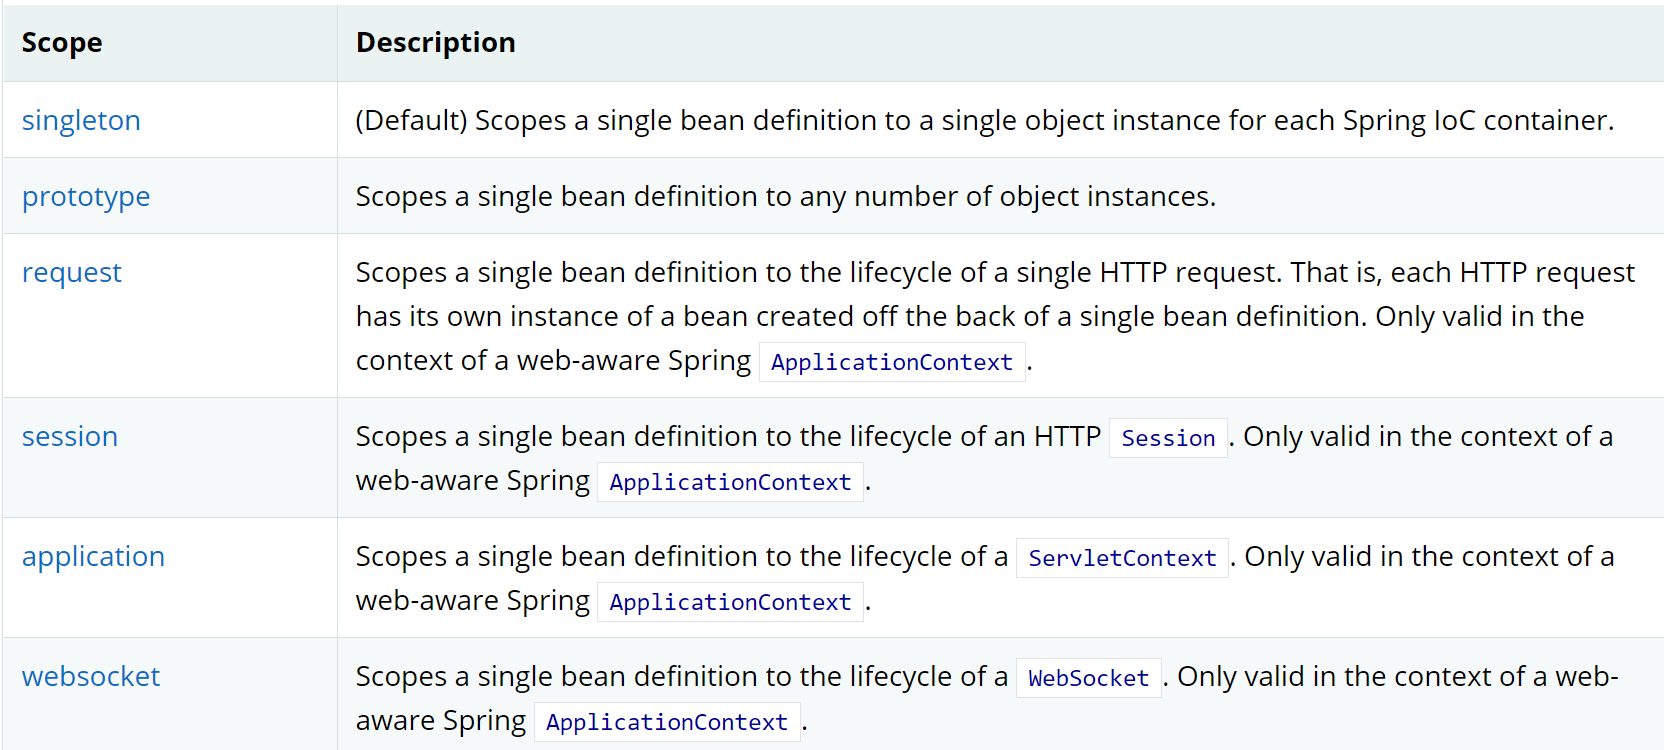 Scope Description
singleton (Default) Scopes a single bean definition to a single object instance for each Spring IoC container.
prototype Scopes a single bean definition to any number of object instances.
request Scopes a single bean definition to the lifecycle of a single HTTP request. That is, each HTTP request
has its own instance of a bean created off the back of a single bean definition. Only valid in the
context of a web-aware Spring ApplicationContext.
session Scopes a single bean definition to the lifecycle of an HTTP Session. Only valid in the context of a
web-aware Spring ApplicationContext.
application Scopes a single bean definition to the lifecycle of a ServletContext. Only valid in the context of a
web-aware Spring ApplicationContext.
websocket Scopes a single bean definition to the lifecycle of a WebSocket. Only valid in the context of a web-
aware Spring ApplicationContext.